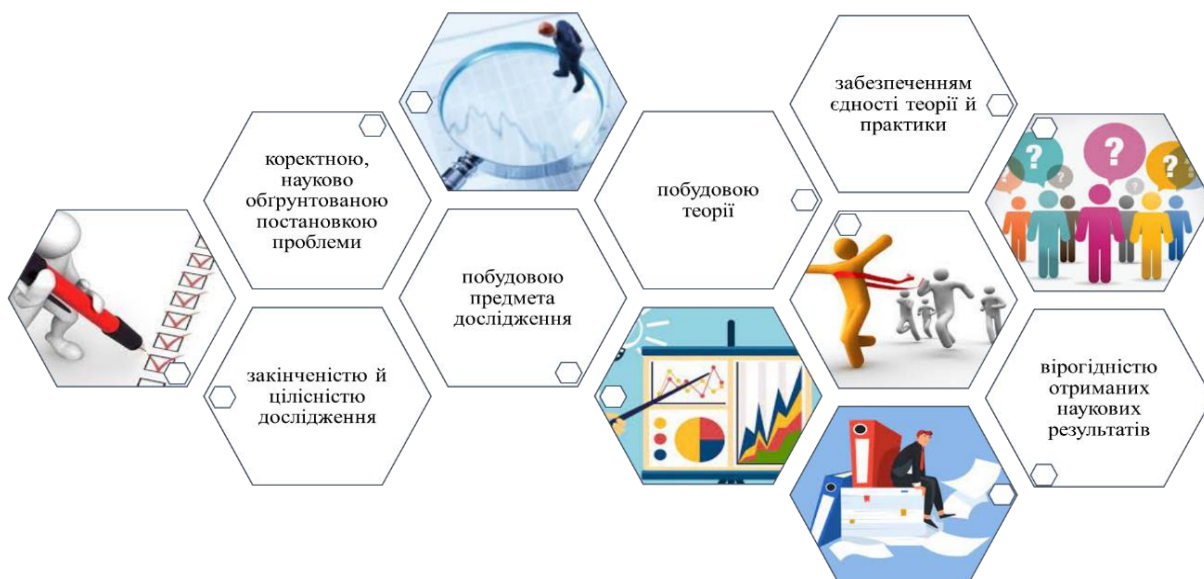 коректною,
науково
обґрунтованою
постановкою
проблеми
закінченістю й
цілісністю
дослідження
побудовою
предмета
дослідження
побудовою
теорії
забезпеченням
єдності теорії й
практики
? ? ?
? ? ?
вірогідністю
отриманих
наукових
результатів